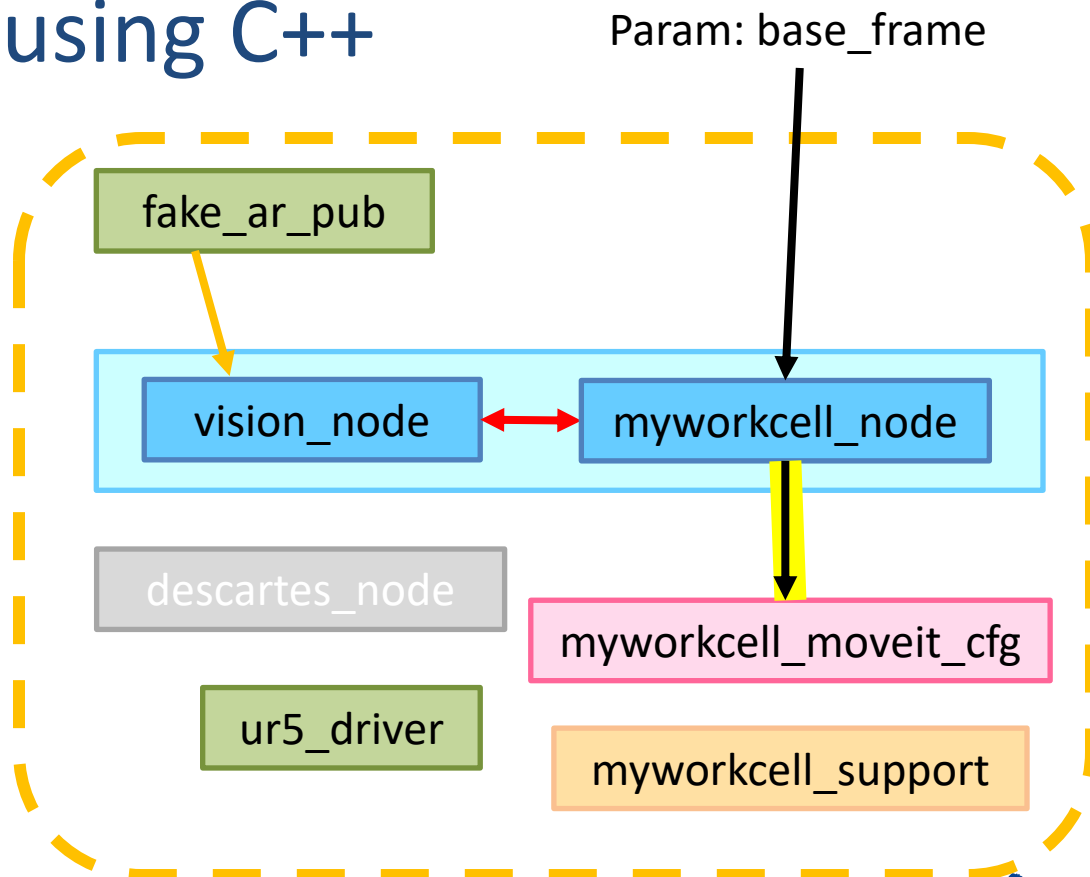 using C++
Param: base_frame
fake_ar_pub
vision_node
myworkcell_node
descartes_node
myworkcell_moveit_cfg
ur5_driver
myworkcell_support